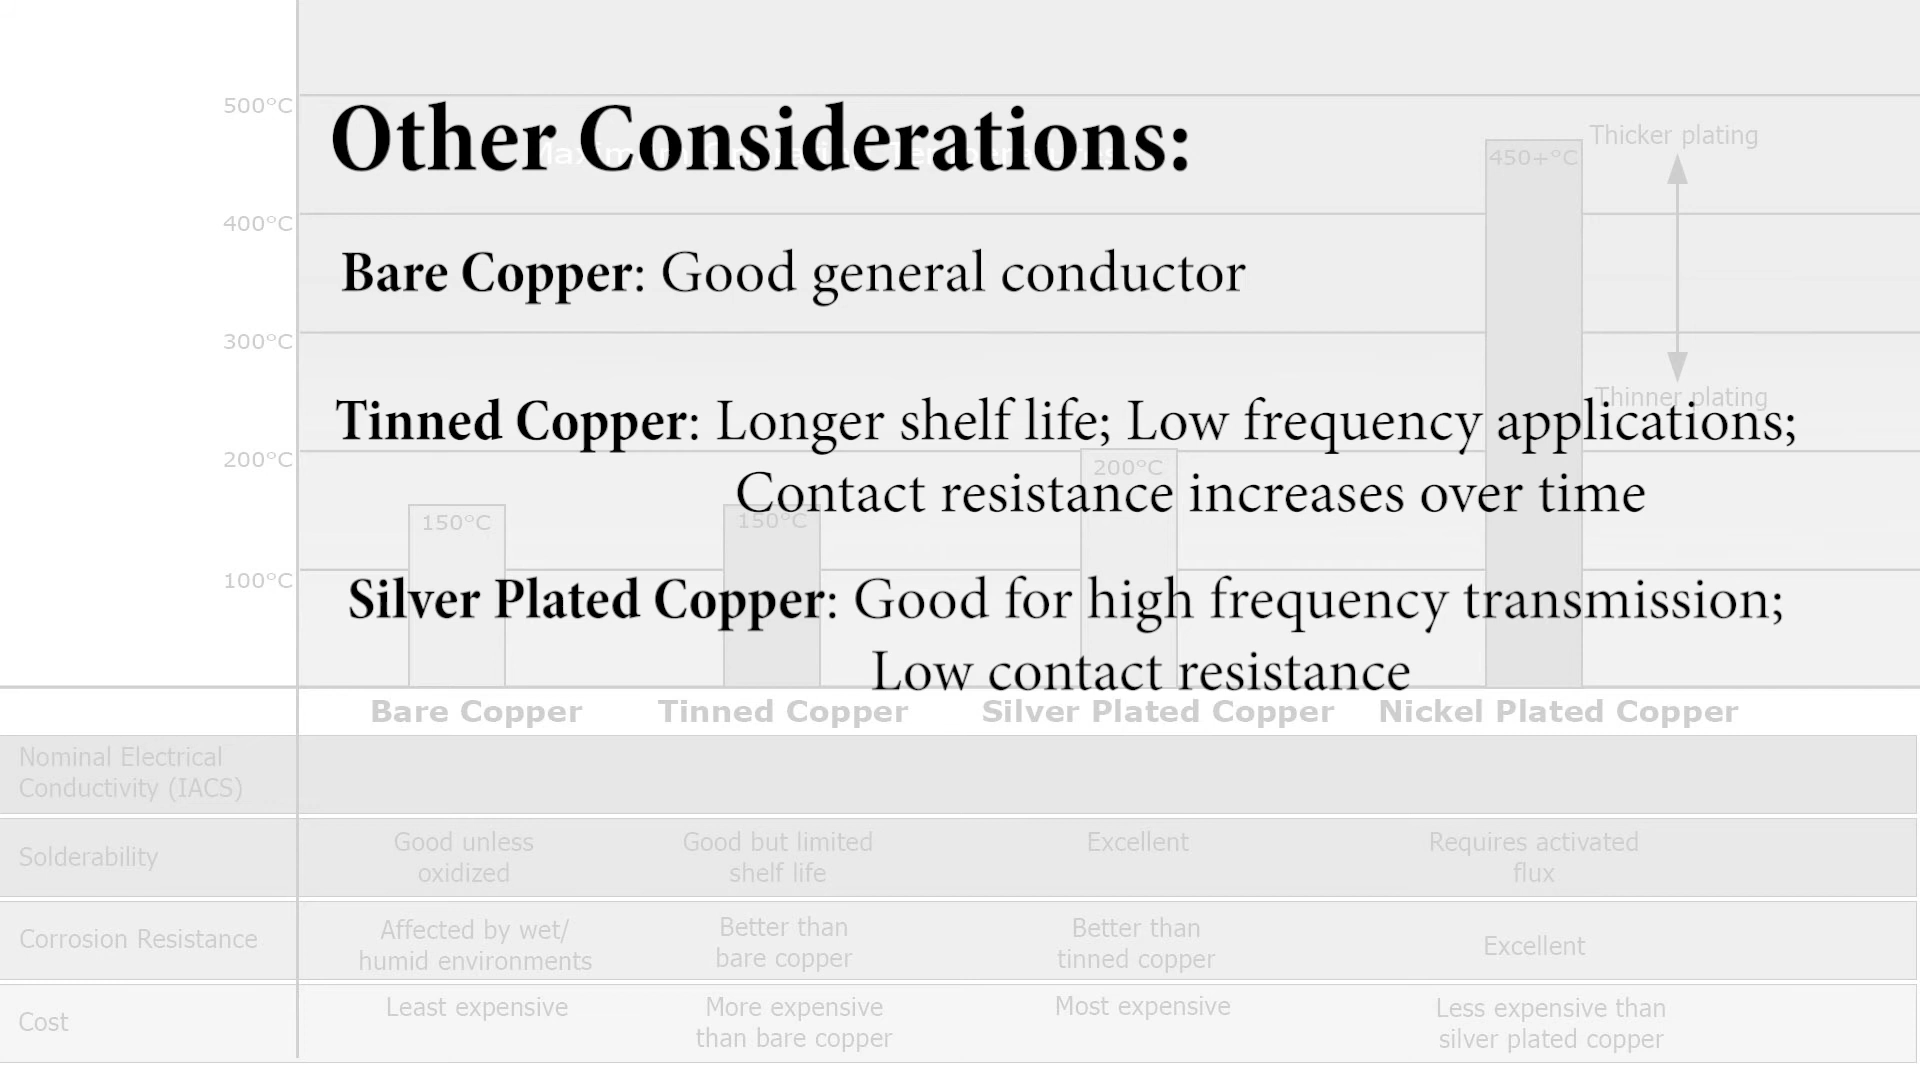 Other Considerations:
Bare Copper: Good general conductor
Tinned Copper: Longer shelf life; Low frequency applications;
Contact resistance increases over time
Silver Plated Copper: Good for high frequency transmission;
Low contact resistance
500°C
400°C
300°C
200°C
100°C
150°C
150°C
200°C
450+°C
Thicker plating
Thinner plating
Bare Copper
Tinned Copper
Silver Plated Copper
Nickel Plated Copper
Nominal Electrical
Conductivity (IACS)
Solderability
Good unless
oxidized
Good but limited
shelf life
Excellent
Requires activated
flux
Corrosion Resistance
Affected by wet/
humid environments
Better than
bare copper
Better than
tinned copper
Excellent
Cost
Least expensive
More expensive
than bare copper
Most expensive
Less expensive than
silver plated copper